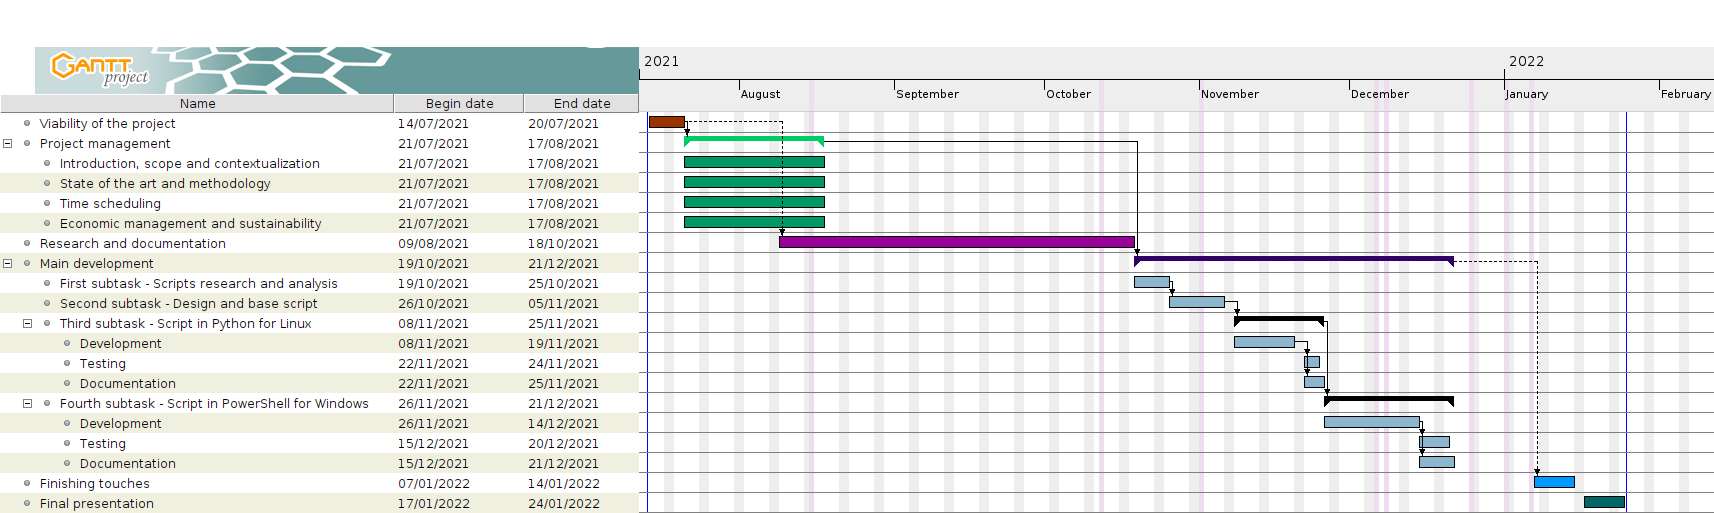 GANTT
project
2021 2022
Name Begin date End date August September October November December January February
Viability of the project 14/07/2021 20/07/2021
Project management 21/07/2021 17/08/2021
Introduction, scope and contextualization 21/07/2021 17/08/2021
State of the art and methodology 21/07/2021 17/08/2021
Time scheduling 21/07/2021 17/08/2021
Economic management and sustainability 21/07/2021 17/08/2021
Research and documentation 09/08/2021 18/10/2021
Main development 19/10/2021 21/12/2021
First subtask - Scripts research and analysis 19/10/2021 25/10/2021
Second subtask - Design and base script 26/10/2021 05/11/2021
Third subtask - Script in Python for Linux 08/11/2021 25/11/2021
Development 08/11/2021 19/11/2021
Testing 22/11/2021 24/11/2021
Documentation 22/11/2021 25/11/2021
Fourth subtask - Script in PowerShell for Windows 26/11/2021 21/12/2021
Development 26/11/2021 14/12/2021
Testing 15/12/2021 20/12/2021
Documentation 15/12/2021 21/12/2021
Finishing touches 07/01/2022 14/01/2022
Final presentation 17/01/2022 24/01/2022